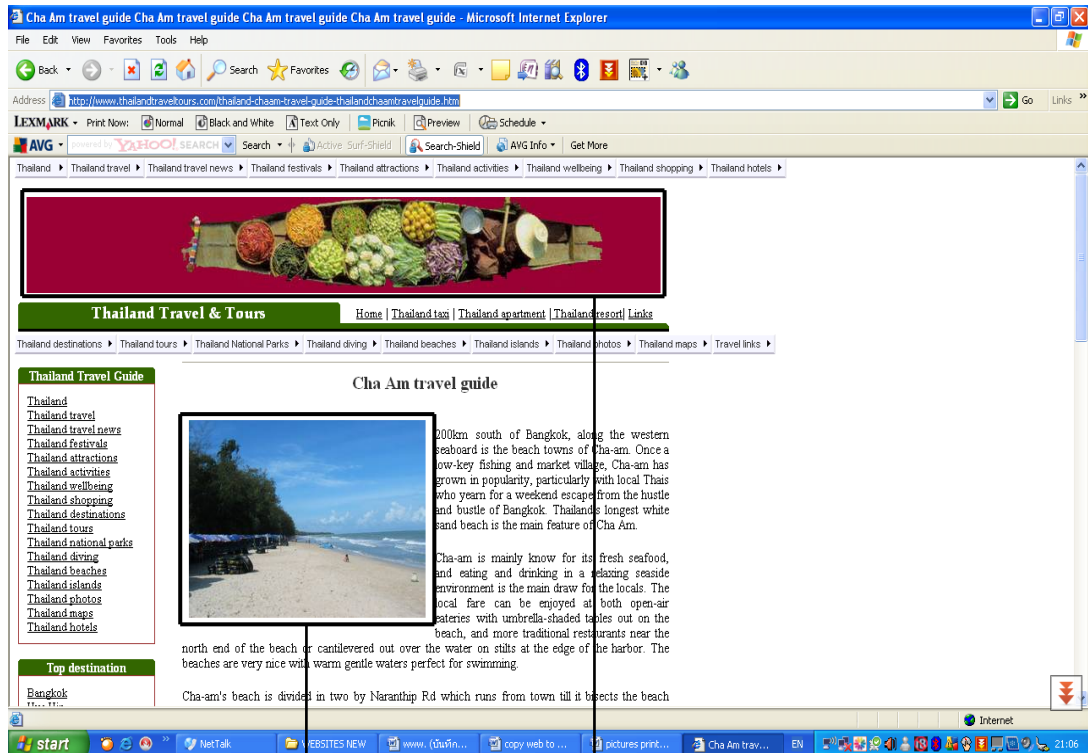 Cha Am travel guide Cha Am travel guide Cha Am travel guide Cha Am travel guide - Microsoft Internet Explorer
File Edit View Favorites Tools Help
Back Search Favorites
Address http://www.thailandtraveltours.com/thailand-chaam-travel-guide-thailandchaamtravelguide.htm Go Links »
LEXMARK Print Now: Normal Black and White Text Only Picnik Preview Schedule
AVG powered by YAHOO! SEARCH Search Active Surf-Shield Search-Shield AVG Info Get More
Thailand Thailand travel Thailand travel news Thailand festivals Thailand attractions Thailand activities Thailand wellbeing Thailand shopping Thailand hotels
Thailand Travel & Tours
Home | Thailand taxi | Thailand apartment | Thailand resort| Links
Thailand destinations Thailand tours Thailand National Parks Thailand diving Thailand beaches Thailand islands Thailand photos Thailand maps Travel links
Thailand Travel Guide
Thailand
Thailand travel
Thailand travel news
Thailand festivals
Thailand attractions
Thailand activities
Thailand wellbeing
Thailand shopping
Thailand destinations
Thailand tours
Thailand national parks
Thailand diving
Thailand beaches
Thailand islands
Thailand photos
Thailand maps
Thailand hotels
Top destination
Bangkok
Cha Am travel guide
200km south of Bangkok, along the western
seaboard is the beach towns of Cha-am. Once a
low-key fishing and market village, Cha-am has
grown in popularity, particularly with local Thais
who yearn for a weekend escape from the hustle
and bustle of Bangkok. Thailand's longest white
sand beach is the main feature of Cha Am.
Cha-am is mainly know for its fresh seafood,
and eating and drinking in a relaxing seaside
environment is the main draw for the locals. The
local fare can be enjoyed at both open-air
eateries with umbrella-shaded tables out on the
beach, and more traditional restaurants near the
north end of the beach or cantilevered out over the water on stilts at the edge of the harbor. The
beaches are very nice with warm gentle waters perfect for swimming.
Cha-am's beach is divided in two by Naranthip Rd which runs from town till it bisects the beach
Internet
start » NetTalk WEBSITES NEW www. (บันทึก... copy web to ... pictures print... Cha Am trav... EN 21:06